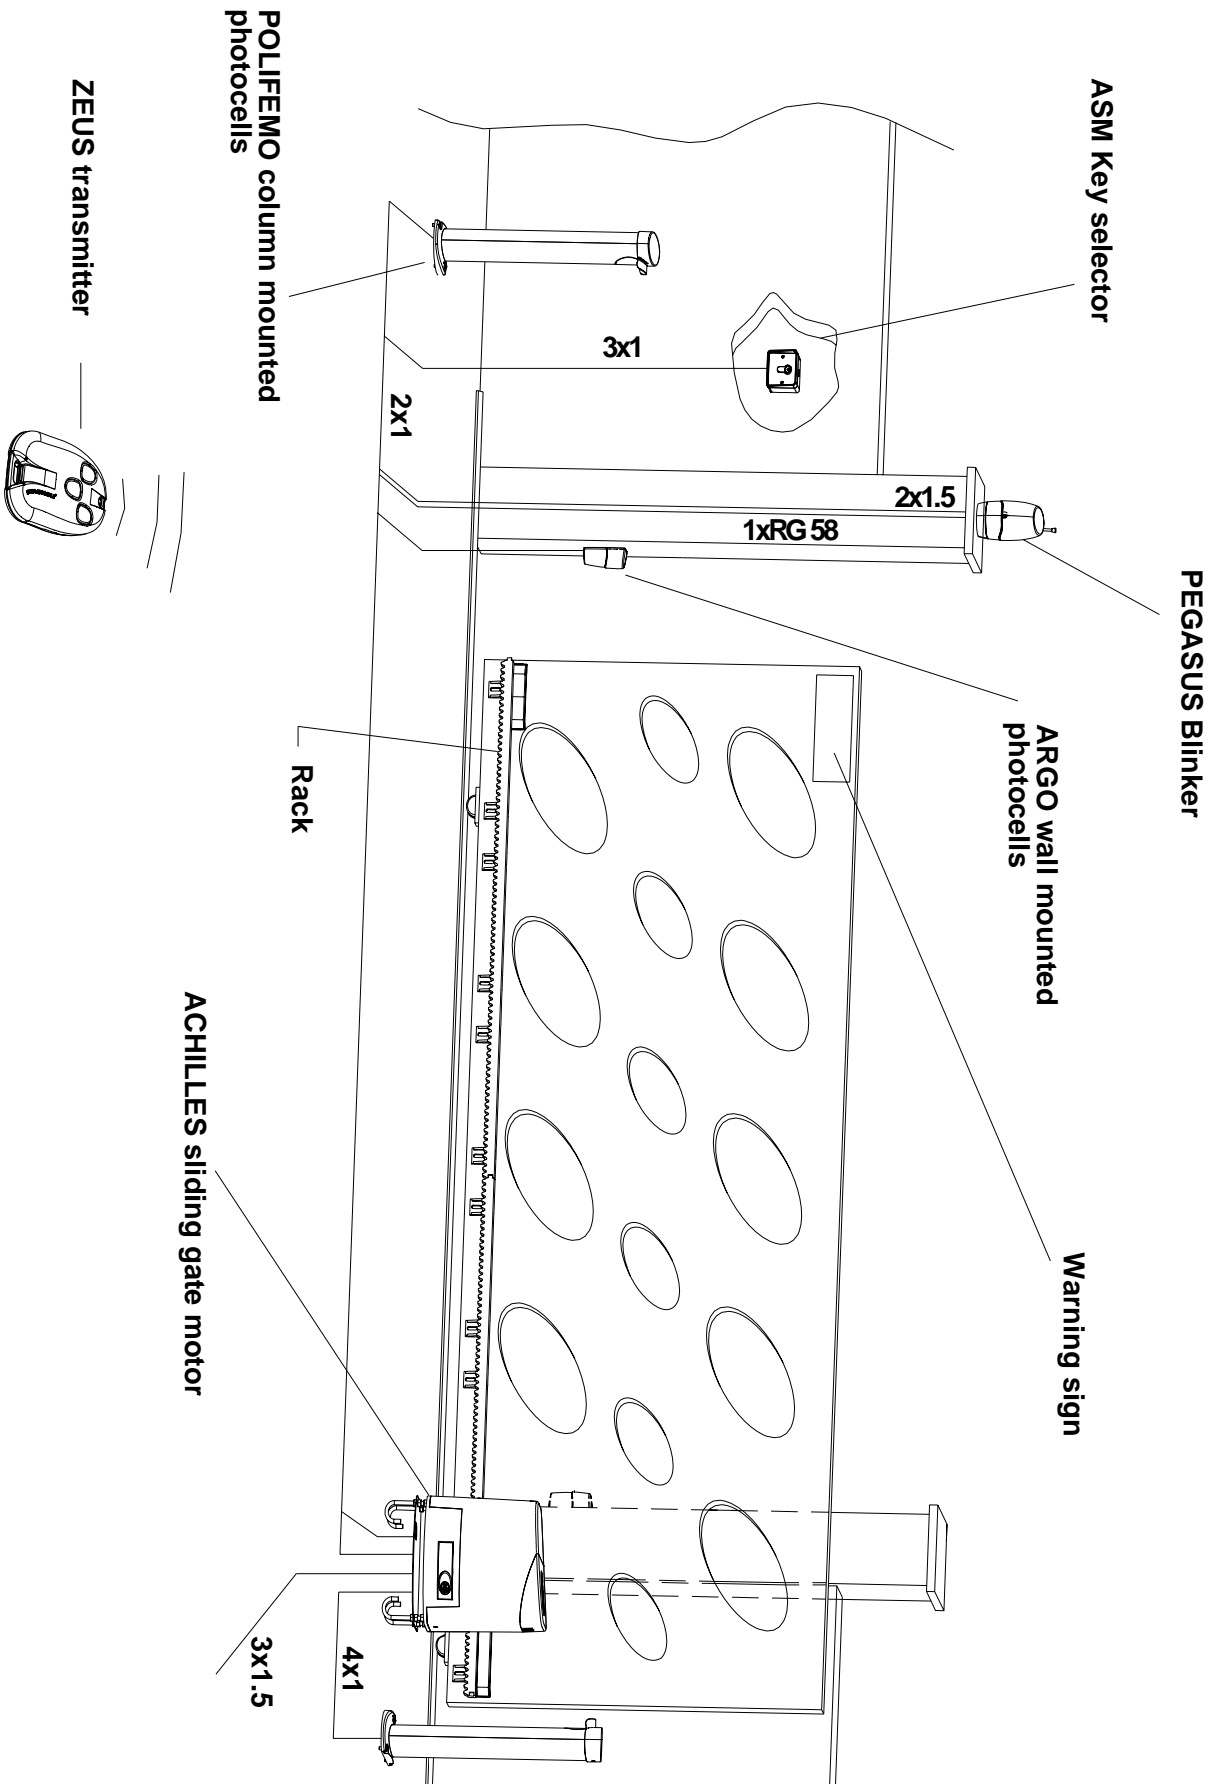 PEGASUS Blinker
ASM Key selector
Warning sign
ARGO wall mounted
photocells
2x1.5
1xRG 58
3x1
2x1
Rack
POLIFEMO column mounted
photocells
ACHILLES sliding gate motor
4x1
3x1.5
ZEUS transmitter